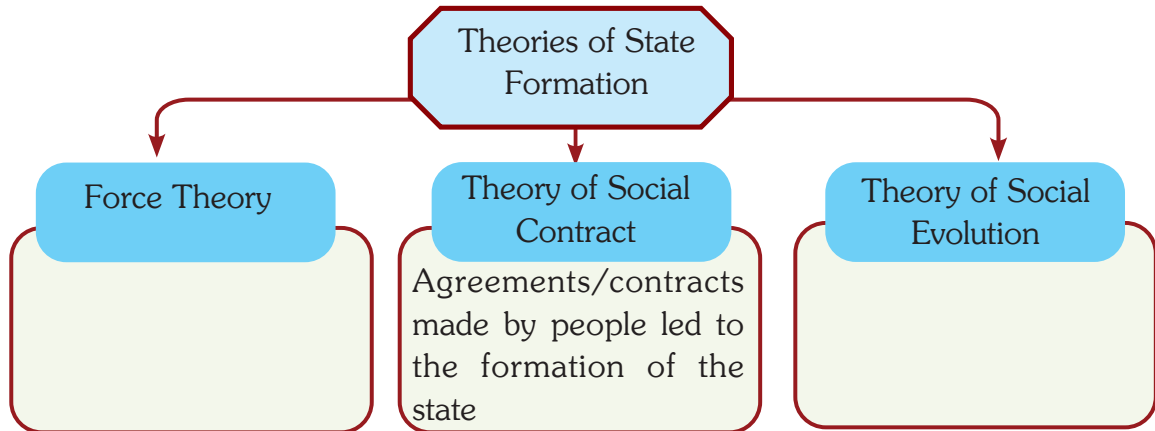 Theories of State
Formation
Force Theory
Theory of Social
Contract
Agreements/contracts
made by people led to
the formation of the
state
Theory of Social
Evolution